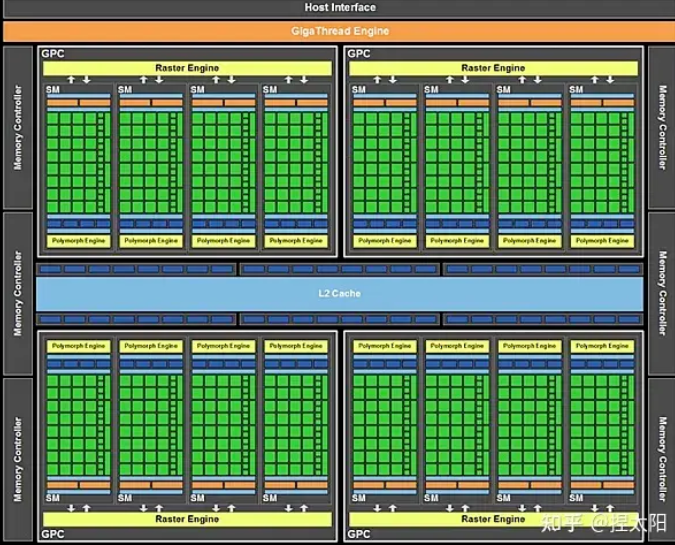 Host Interface
GigaThread Engine
GPC
GPC
Raster Engine
Raster Engine
SM
SM
SM
SM
SM
SM
SM
SM
Memory Controller
Memory Controller
Polymorph Engine
Polymorph Engine
Polymorph Engine
Polymorph Engine
Polymorph Engine
Polymorph Engine
Polymorph Engine
Polymorph Engine
Memory Controller
L2 Cache
Memory Controller
Polymorph Engine
Polymorph Engine
Polymorph Engine
Polymorph Engine
Polymorph Engine
Polymorph Engine
Polymorph Engine
Polymorph Engine
Memory Controller
Memory Controller
SM
SM
SM
SM
SM
SM
SM
SM
Raster Engine
Raster Engine
GPC
GPC
知乎 @捏太阳